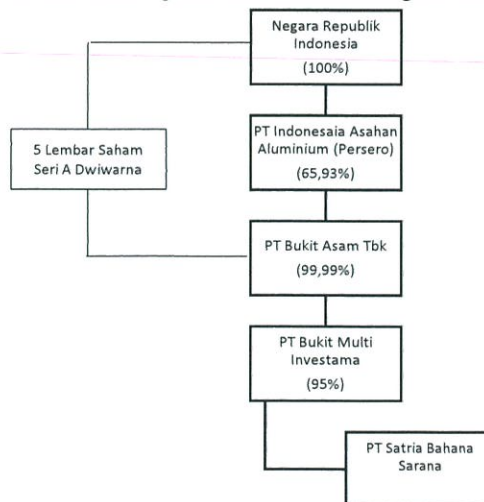 Negara Republik
Indonesia
(100%)
5 Lembar Saham
Seri A Dwiwarna
PT Indonesaia Asahan
Aluminium (Persero)
(65,93%)
PT Bukit Asam Tbk
(99,99%)
PT Bukit Multi
Investama
(95%)
PT Satria Bahana
Sarana